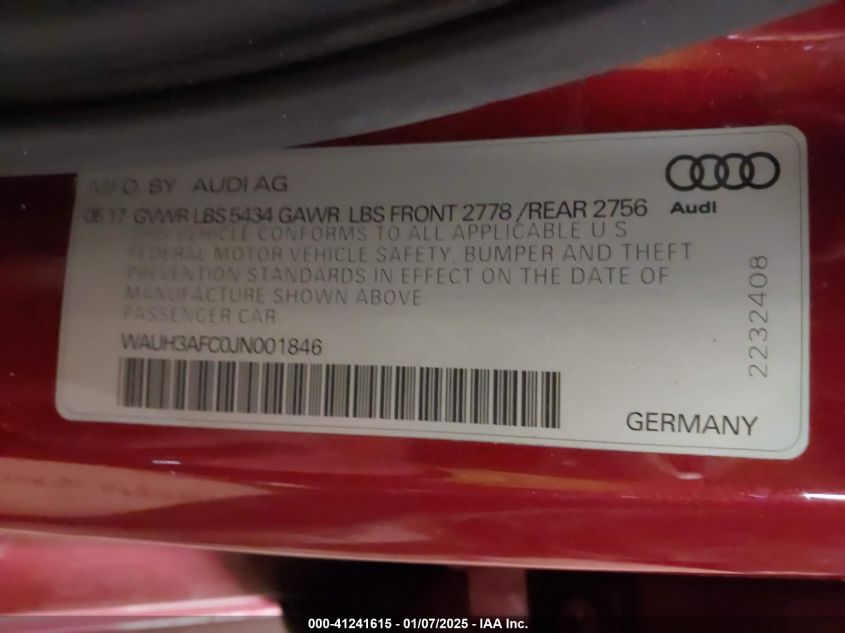 MFD BY AUDI AG
06 17 GVWR LBS 5434 GAWR LBS FRONT 2778 /REAR 2756
THIS VEHICLE CONFORMS TO ALL APPLICABLE U S
FEDERAL MOTOR VEHICLE SAFETY, BUMPER AND THEFT
PREVENTION STANDARDS IN EFFECT ON THE DATE OF
MANUFACTURE SHOWN ABOVE
PASSENGER CAR
WAUH3AFC0JN001846
Audi
2232408
GERMANY
000-41241615 - 01/07/2025 - IAA Inc.